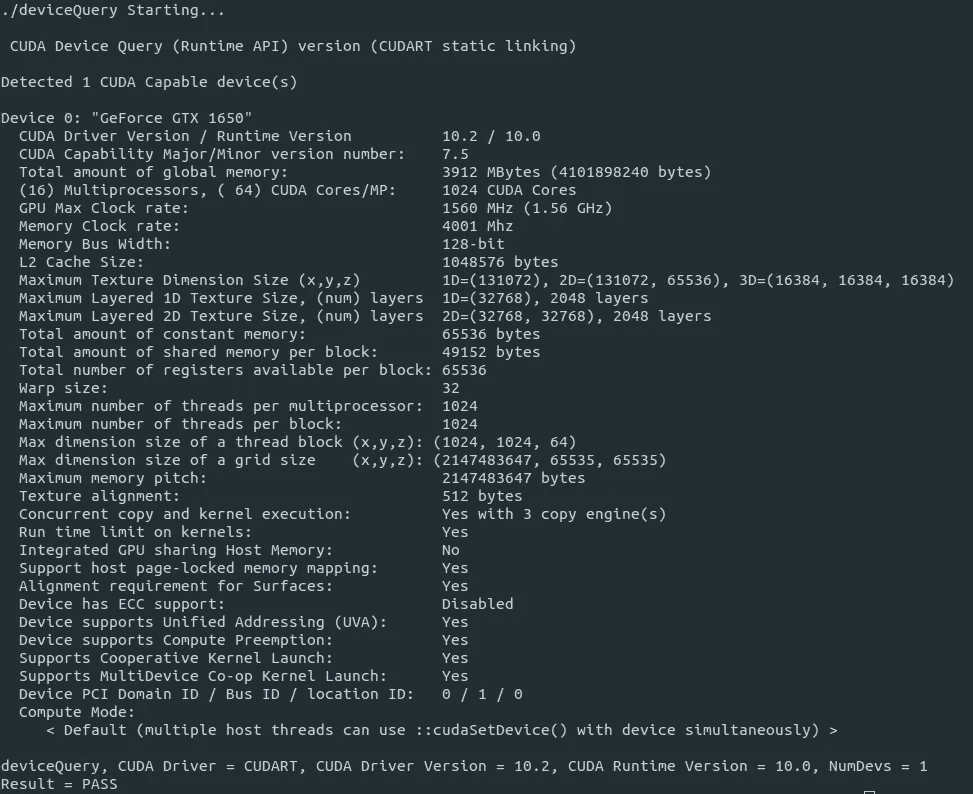 ./deviceQuery Starting...
CUDA Device Query (Runtime API) version (CUDART static linking)
Detected 1 CUDA Capable device(s)
Device 0: "GeForce GTX 1650"
CUDA Driver Version / Runtime Version 10.2 / 10.0
CUDA Capability Major/Minor version number: 7.5
Total amount of global memory: 3912 MBytes (4101898240 bytes)
(16) Multiprocessors, ( 64) CUDA Cores/MP: 1024 CUDA Cores
GPU Max Clock rate: 1560 MHz (1.56 GHz)
Memory Clock rate: 4001 Mhz
Memory Bus Width: 128-bit
L2 Cache Size: 1048576 bytes
Maximum Texture Dimension Size (x,y,z) 1D=(131072), 2D=(131072, 65536), 3D=(16384, 16384, 16384)
Maximum Layered 1D Texture Size, (num) layers 1D=(32768), 2048 layers
Maximum Layered 2D Texture Size, (num) layers 2D=(32768, 32768), 2048 layers
Total amount of constant memory: 65536 bytes
Total amount of shared memory per block: 49152 bytes
Total number of registers available per block: 65536
Warp size: 32
Maximum number of threads per multiprocessor: 1024
Maximum number of threads per block: 1024
Max dimension size of a thread block (x,y,z): (1024, 1024, 64)
Max dimension size of a grid size (x,y,z): (2147483647, 65535, 65535)
Maximum memory pitch: 2147483647 bytes
Texture alignment: 512 bytes
Concurrent copy and kernel execution: Yes with 3 copy engine(s)
Run time limit on kernels: Yes
Integrated GPU sharing Host Memory: No
Support host page-locked memory mapping: Yes
Alignment requirement for Surfaces: Yes
Device has ECC support: Disabled
Device supports Unified Addressing (UVA): Yes
Device supports Compute Preemption: Yes
Supports Cooperative Kernel Launch: Yes
Supports MultiDevice Co-op Kernel Launch: Yes
Device PCI Domain ID / Bus ID / location ID: 0 / 1 / 0
Compute Mode:
< Default (multiple host threads can use ::cudaSetDevice() with device simultaneously) >
deviceQuery, CUDA Driver = CUDART, CUDA Driver Version = 10.2, CUDA Runtime Version = 10.0, NumDevs = 1
Result = PASS